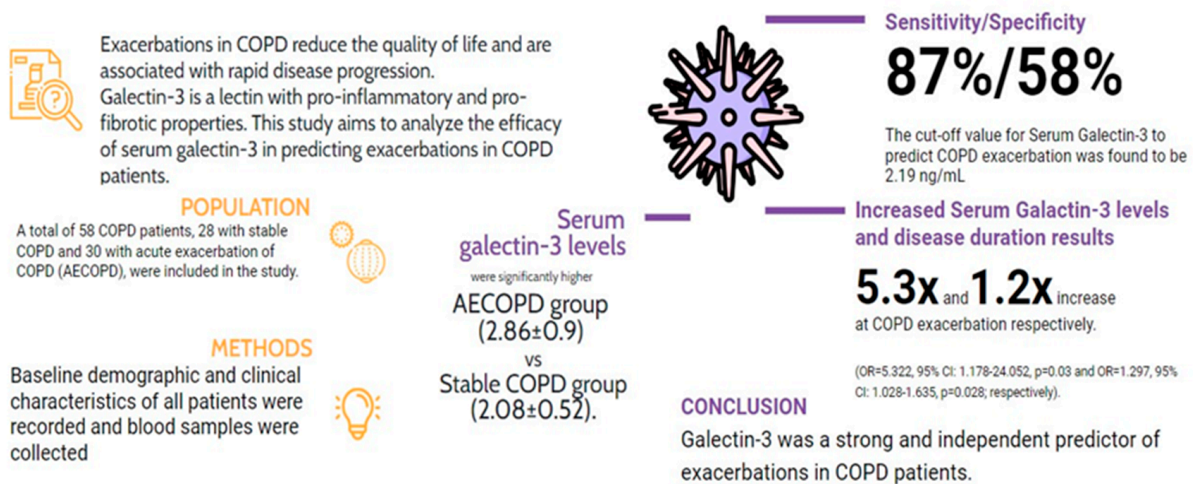 Exacerbations in COPD reduce the quality of life and are
associated with rapid disease progression.
Galectin-3 is a lectin with pro-inflammatory and pro-
fibrotic properties. This study aims to analyze the efficacy
of serum galectin-3 in predicting exacerbations in COPD
patients.
POPULATION
A total of 58 COPD patients, 28 with stable
COPD and 30 with acute exacerbation of
COPD (AECOPD), were included in the study.
METHODS
Baseline demographic and clinical
characteristics of all patients were
recorded and blood samples were
collected
Serum
galectin-3 levels
were significantly higher
AECOPD group
(2.86±0.9)
vs
Stable COPD group
(2.08±0.52).
Sensitivity/Specificity
87%/58%
The cut-off value for Serum Galectin-3 to
predict COPD exacerbation was found to be
2.19 ng/mL
Increased Serum Galactin-3 levels
and disease duration results
5.3x and 1.2x increase
at COPD exacerbation respectively.
(OR=5.322, 95% CI: 1.178-24.052, p=0.03 and OR=1.297, 95%
CI: 1.028-1.635, p=0.028; respectively).
CONCLUSION
Galectin-3 was a strong and independent predictor of
exacerbations in COPD patients.
?